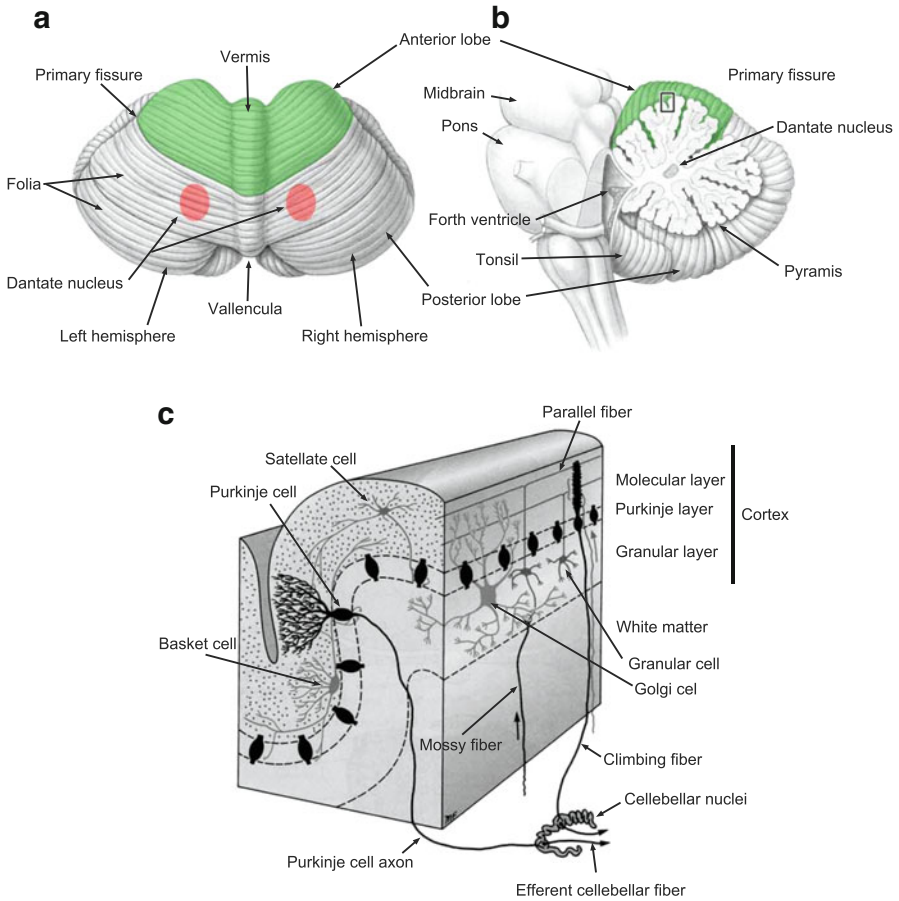 a
b
Anterior lobe
Vermis
Primary fissure
Primary fissure
Midbrain
Pons
Dantate nucleus
Folia
Forth ventricle
Tonsil
Dantate nucleus
Pyramis
Posterior lobe
Vallencula
Left hemisphere
Right hemisphere
c
Parallel fiber
Satellate cell
Purkinje cell
Molecular layer
Purkinje layer
Cortex
Granular layer
White matter
Basket cell
Granular cell
Golgi cel
Mossy fiber
Climbing fiber
Cellebellar nuclei
Purkinje cell axon
Efferent cellebellar fiber